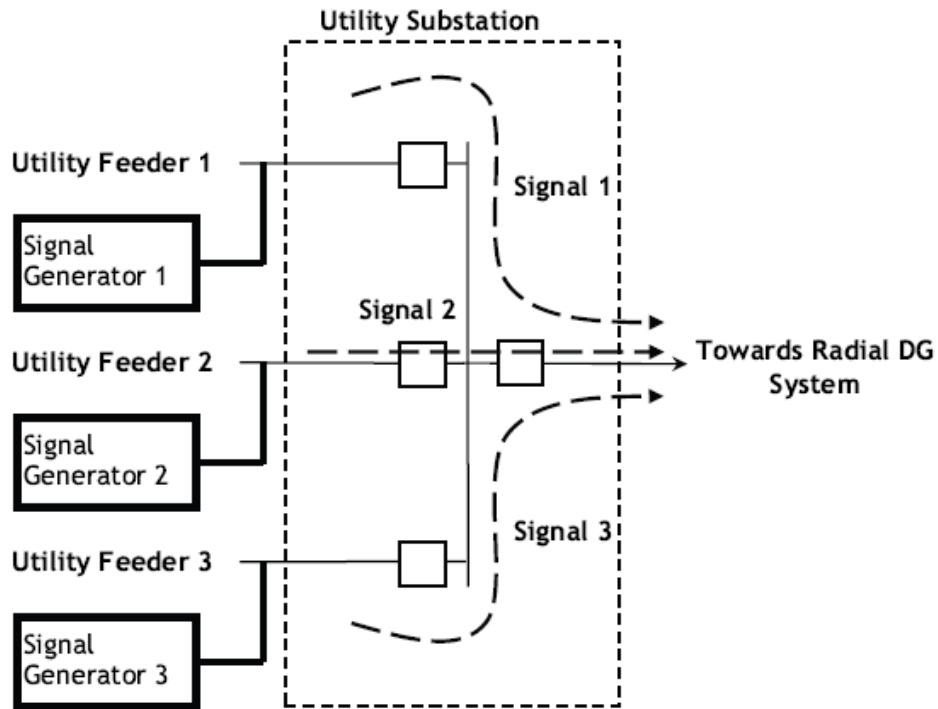 Utility Substation
Utility Feeder 1
Signal 1
Signal
Generator 1
Signal 2
Utility Feeder 2
Towards Radial DG
System
Signal
Generator 2
Signal 3
Utility Feeder 3
Signal
Generator 3